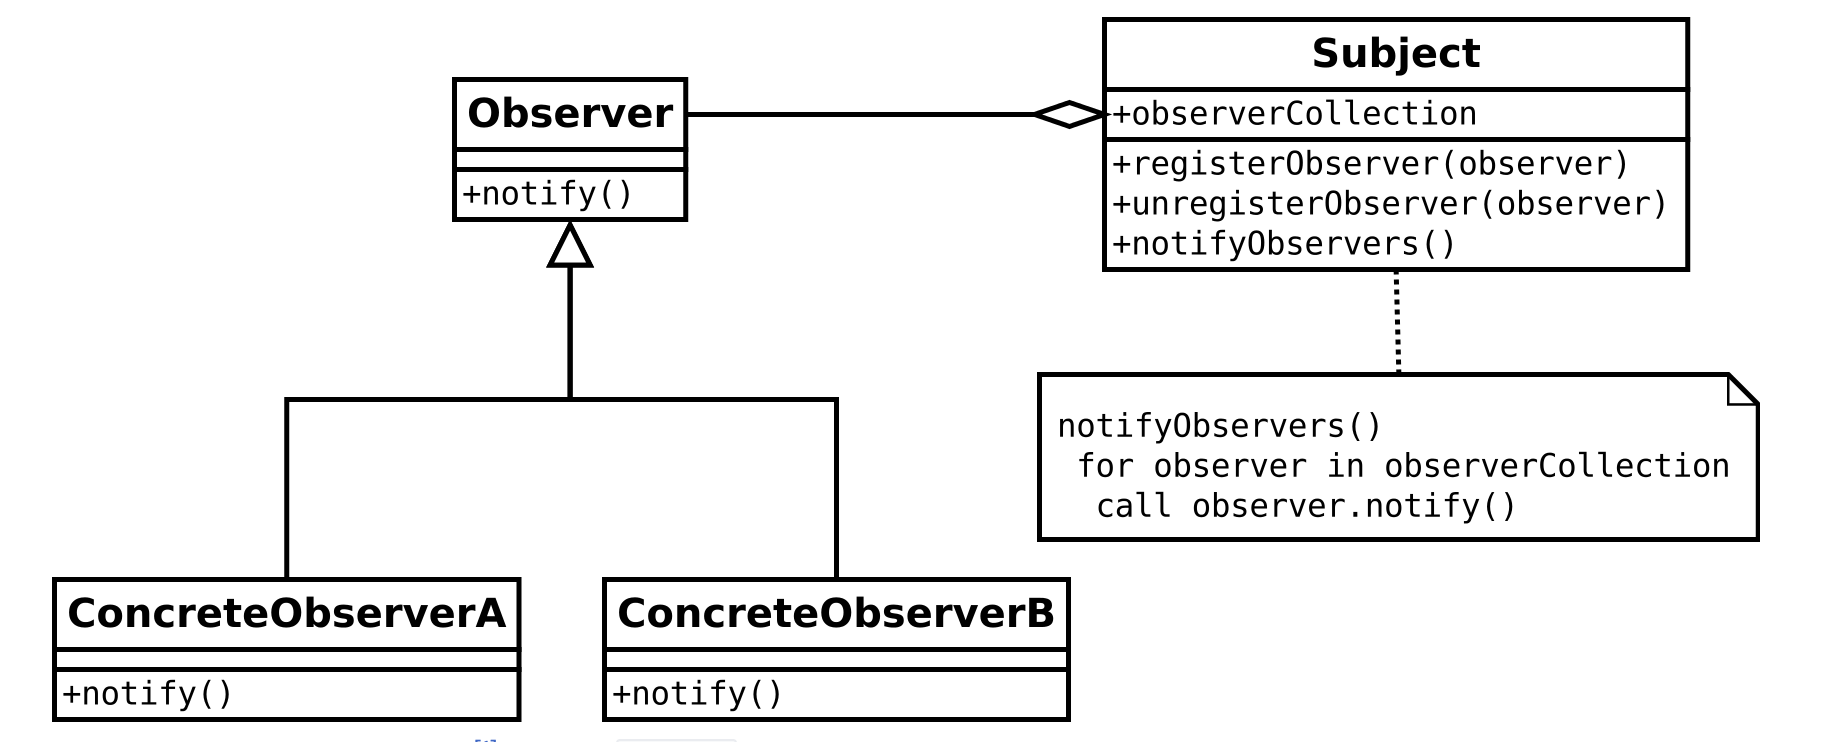 Observer
+notify()
Subject
+observerCollection
+registerObserver(observer)
+unregisterObserver(observer)
+notifyObservers()
notifyObservers()
 for observer in observerCollection
  call observer.notify()
ConcreteObserverA
+notify()
ConcreteObserverB
+notify()